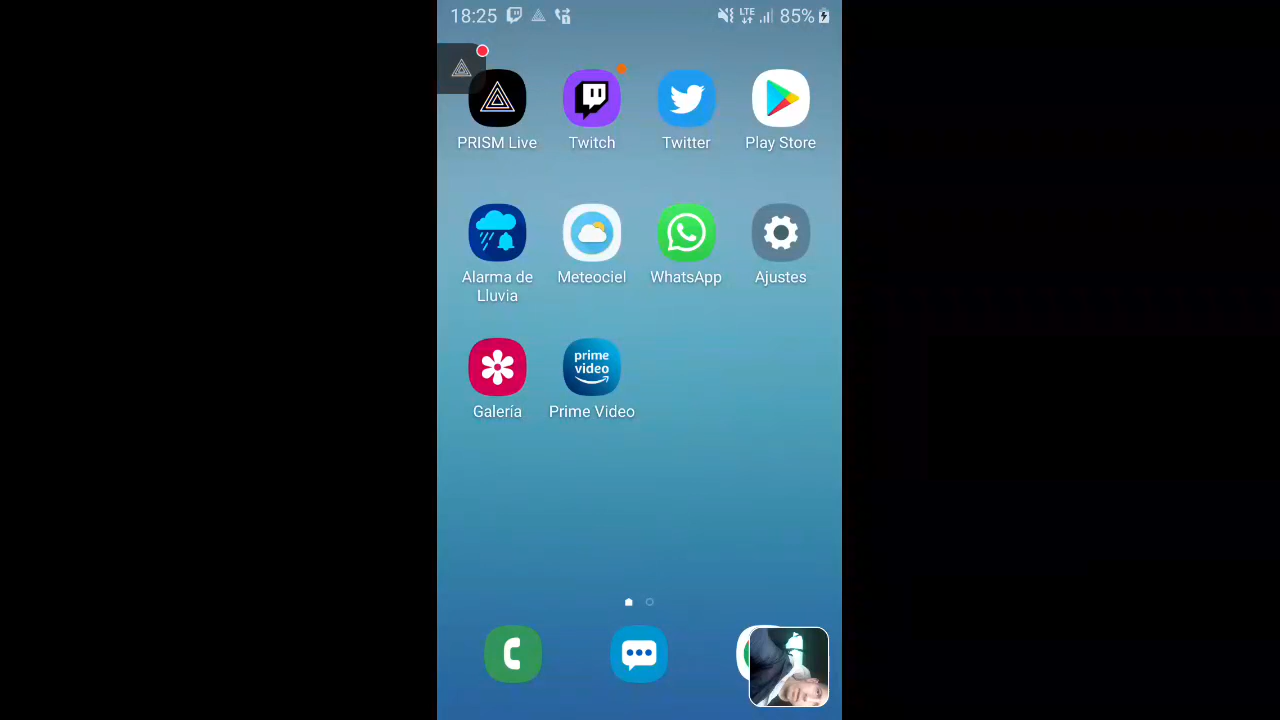 18:25 LTE 85%
PRISM Live Twitch Twitter Play Store
Alarma de Lluvia Meteociel WhatsApp Ajustes
prime video
Galería Prime Video